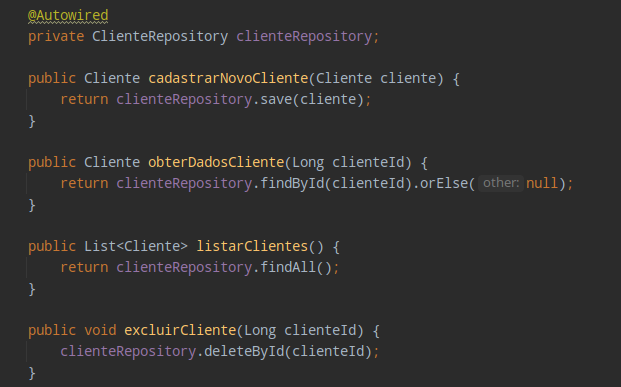 @Autowired
private ClienteRepository clienteRepository;
public Cliente cadastrarNovoCliente(Cliente cliente) {
return clienteRepository.save(cliente);
}
public Cliente obterDadosCliente(Long clienteId) {
return clienteRepository.findById(clienteId).orElse( other: null);
}
public List<Cliente> listarClientes() {
return clienteRepository.findAll();
}
public void excluirCliente(Long clienteId) {
clienteRepository.deleteById(clienteId);
}